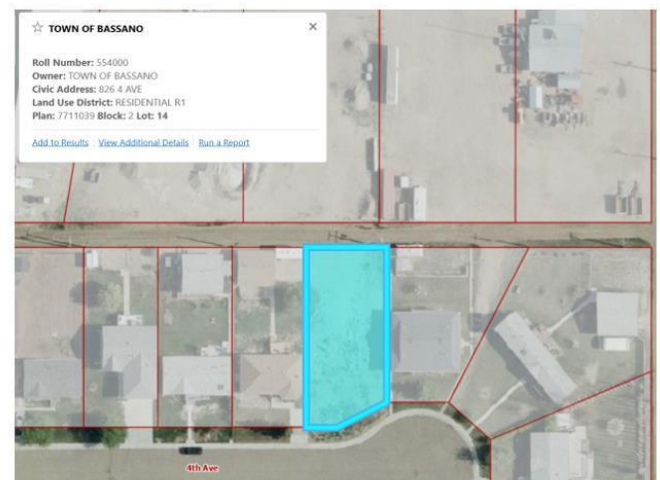 TOWN OF BASSANO
Roll Number: 554000
Owner: TOWN OF BASSANO
Civic Address: 826 4 AVE
Land Use District: RESIDENTIAL R1
Plan: 7711039 Block: 2 Lot: 14
Add to Results | View Additional Details | Run a Report
4th Ave